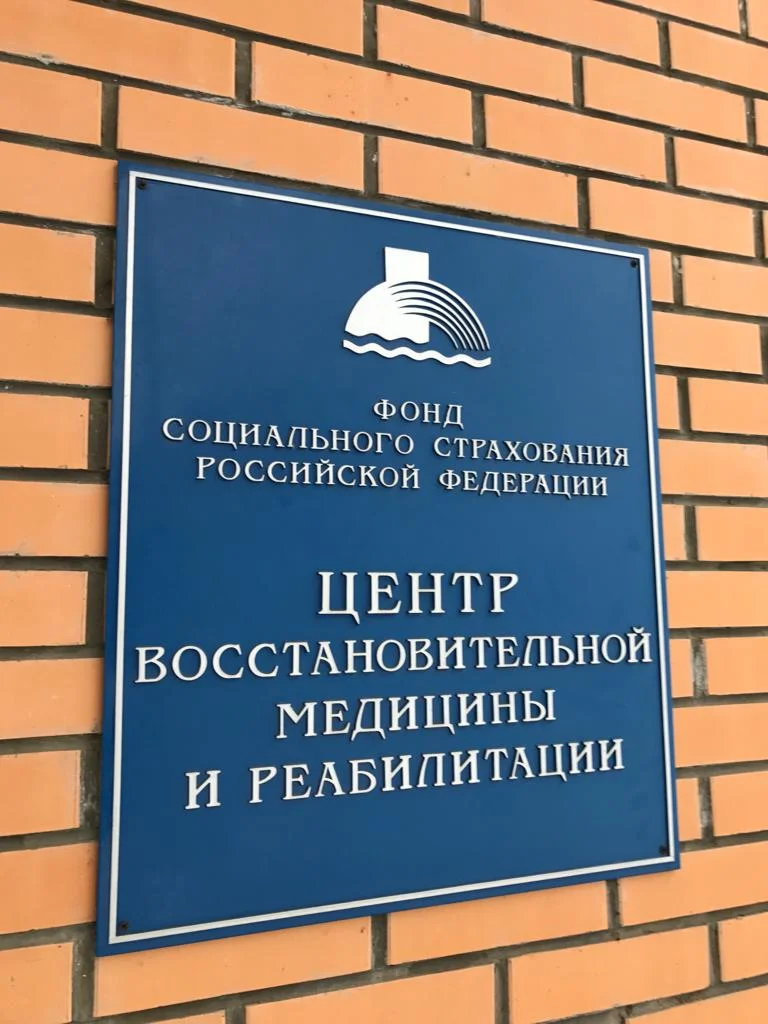 ФОНД
СОЦИАЛЬНОГО СТРАХОВАНИЯ
РОССИЙСКОЙ ФЕДЕРАЦИИ
ЦЕНТР
ВОССТАНОВИТЕЛЬНОЙ
МЕДИЦИНЫ
И РЕАБИЛИТАЦИИ